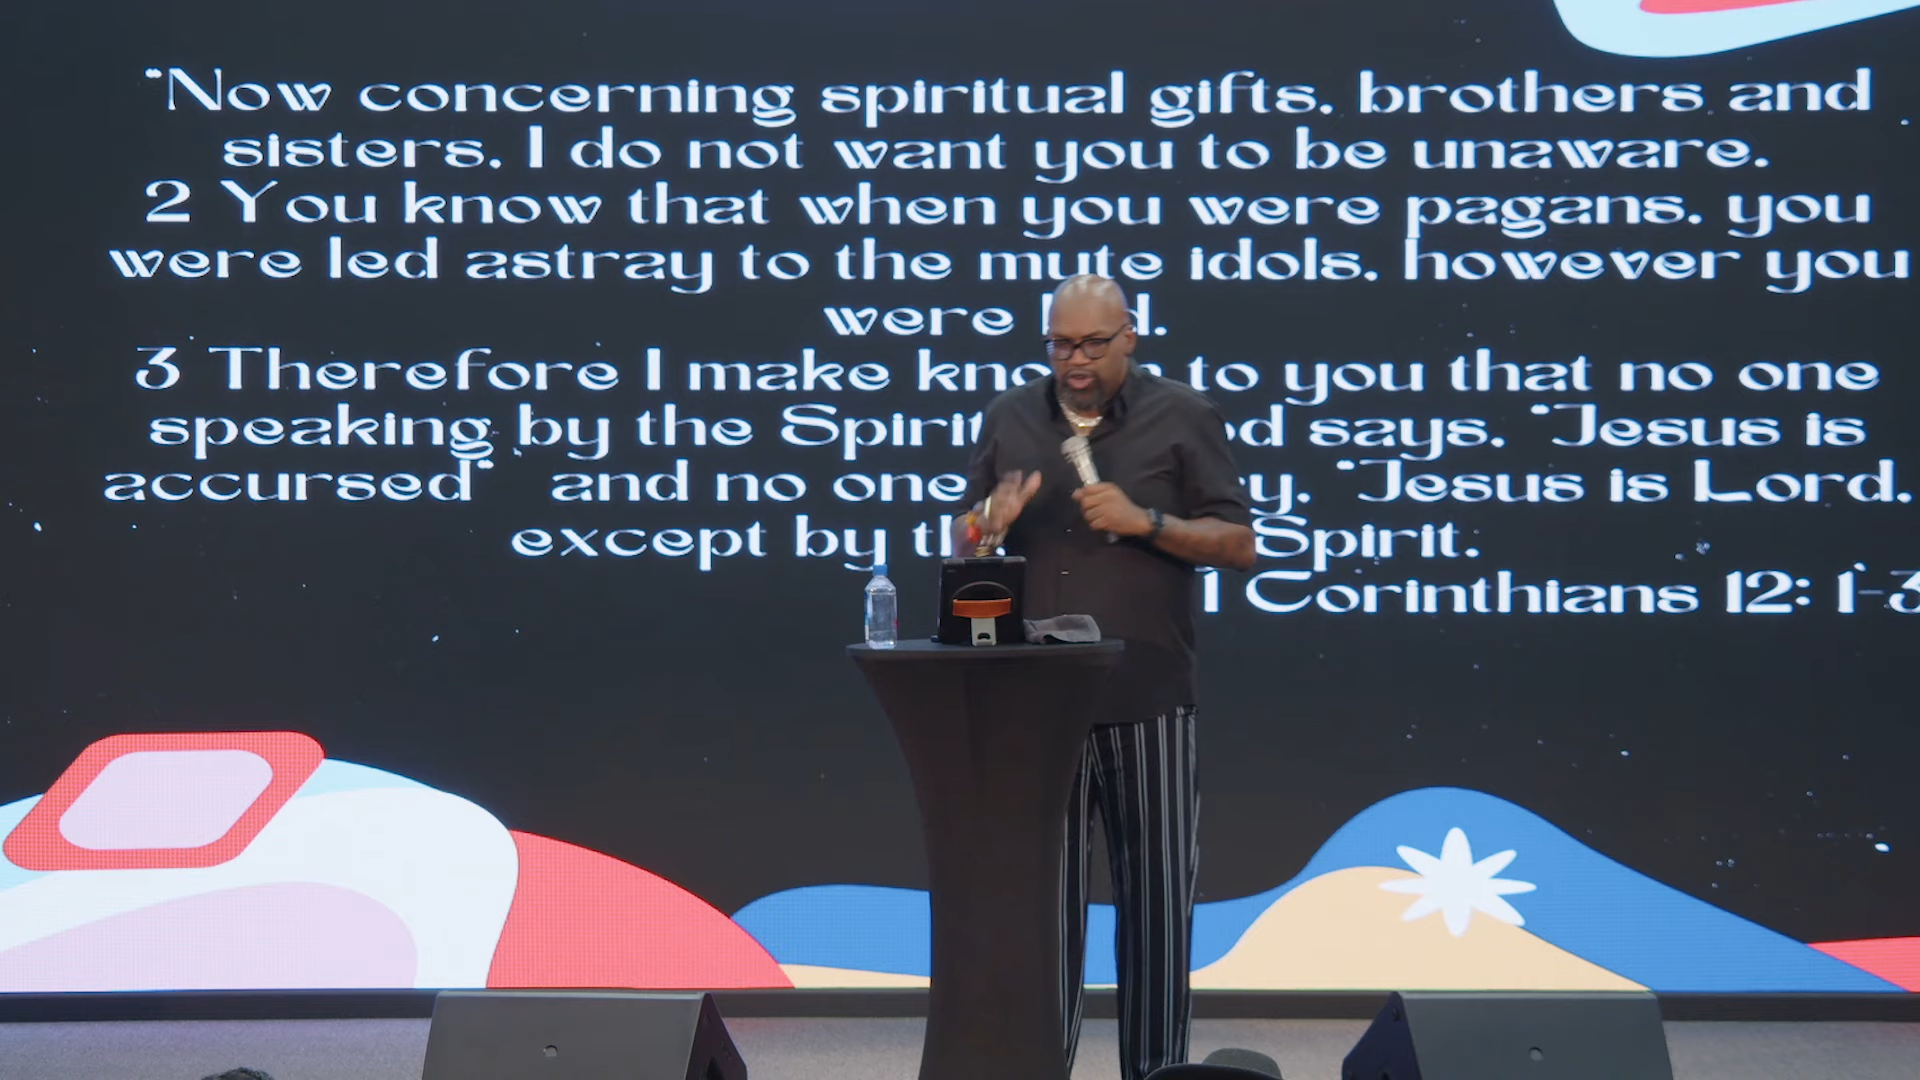 "Now concerning spiritual gifts, brothers and
sisters, I do not want you to be unaware.
2 You know that when you were pagans, you
were led astray to the mute idols, however you
were
3 Therefore I make to you that no one
speaking by the says, "Jesus is
accursed" and no one "Jesus is Lord,
except by Spirit.
1 Corinthians 12: 1-3